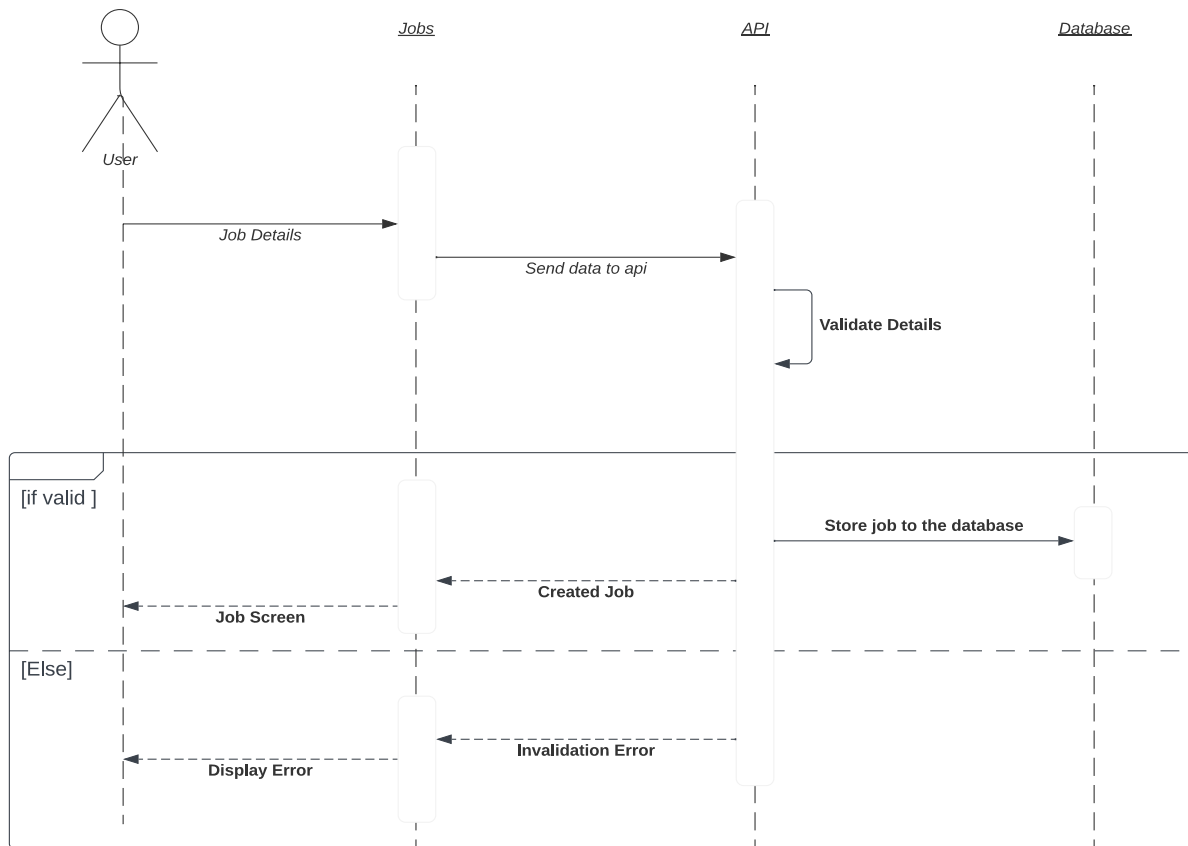 Jobs
API
Database
User
Job Details
Send data to api
Validate Details
[if valid ]
Store job to the database
Created Job
Job Screen
[Else]
Invalidation Error
Display Error